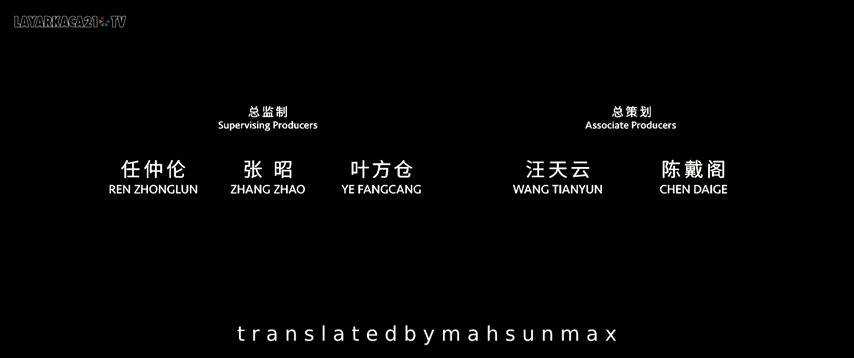 LAYARKACA21 TV
总监制
Supervising Producers
任仲伦 张 昭 叶方仓
REN ZHONGLUN ZHANG ZHAO YE FANGCANG
总策划
Associate Producers
汪天云 陈戴阁
WANG TIANYUN CHEN DAIGE
t r a n s l a t e d b y m a h s u n m a x